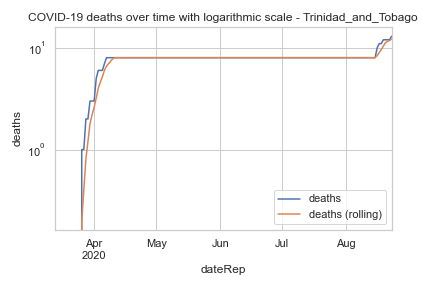 COVID-19 deaths over time with logarithmic scale - Trinidad_and_Tobago
10¹
10⁰
deaths
Apr
2020
May
Jun
Jul
Aug
dateRep
deaths
deaths (rolling)